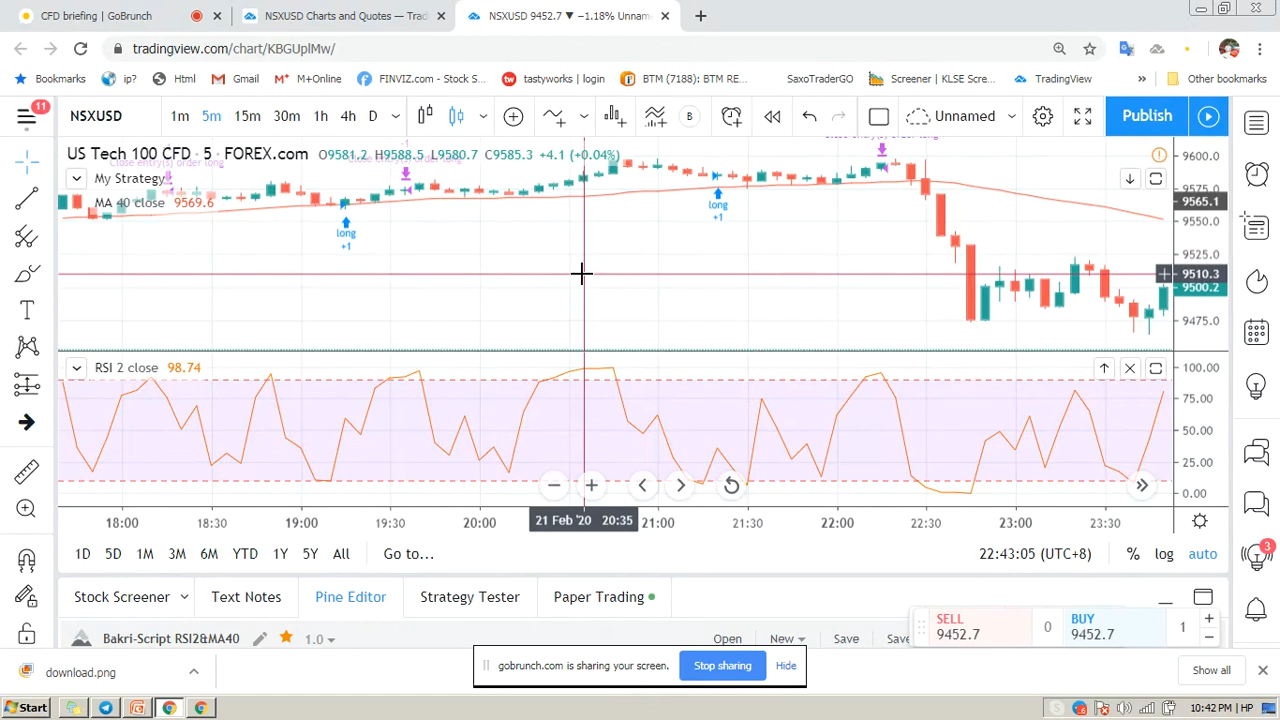 CFD briefing | GoBrunch
NSXUSD Charts and Quotes — Tradi
NSXUSD 9452.7 ▼ −1.18% Unnam
tradingview.com/chart/KBGUplMw/
Bookmarks
ip?
Html
Gmail
M+Online
FINVIZ.com - Stock S...
tastyworks | login
BTM (7188): BTM RE...
SaxoTraderGO
Screener | KLSE Scre...
TradingView
»
Other bookmarks
11
NSXUSD
1m 5m 15m 30m 1h 4h D
B
Unnamed
Publish
US Tech 100 CFD · 5 · FOREX.com
O9581.2 H9588.5 L9580.7 C9585.3 +4.1 (+0.04%)
Close entry(s) order long
My Strategy
MA 40 close 9569.6
long
+1
long
+1
9600.0
9575.0
9565.1
9550.0
9525.0
9510.3
9500.2
9475.0
RSI 2 close 98.74
100.00
75.00
50.00
25.00
0.00
18:00 18:30 19:00 19:30 20:00 21 Feb '20 20:35 21:00 21:30 22:00 22:30 23:00 23:30
1D 5D 1M 3M 6M YTD 1Y 5Y All
Go to...
22:43:05 (UTC+8)
% log auto
3
Stock Screener
Text Notes
Pine Editor
Strategy Tester
Paper Trading
SELL
9452.7
0
BUY
9452.7
1
Bakri-Script RSI2&MA40
1.0
Open
New
Save
Sav
download.png
gobrunch.com is sharing your screen.
Stop sharing
Hide
Show all
Start
10:42 PM
HP